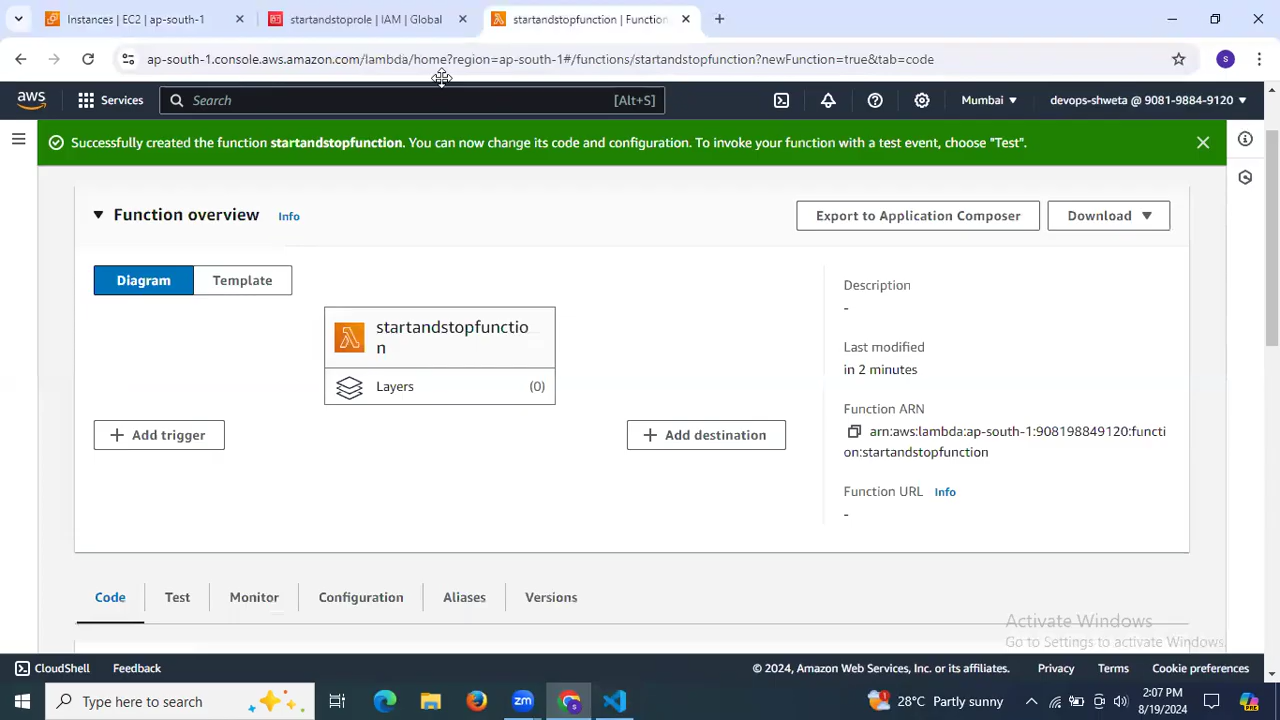 Instances | EC2 | ap-south-1
startandstoprole | IAM | Global
startandstopfunction | Function
ap-south-1.console.aws.amazon.com/lambda/home?region=ap-south-1#/functions/startandstopfunction?newFunction=true&tab=code
S
aws
Services
Search
[Alt+S]
Mumbai
devops-shweta @ 9081-9884-9120
Successfully created the function startandstopfunction. You can now change its code and configuration. To invoke your function with a test event, choose "Test".
Function overview
Info
Export to Application Composer
Download
Diagram
Template
startandstopfunctio
n
Layers
(0)
Add trigger
Add destination
Description
-
Last modified
in 2 minutes
Function ARN
arn:aws:lambda:ap-south-1:908198849120:functi
on:startandstopfunction
Function URL
Info
-
Code
Test
Monitor
Configuration
Aliases
Versions
Activate Windows
Go to Settings to activate Windows.
CloudShell
Feedback
© 2024, Amazon Web Services, Inc. or its affiliates.
Privacy
Terms
Cookie preferences
Type here to search
zm
28°C Partly sunny
2:07 PM
8/19/2024